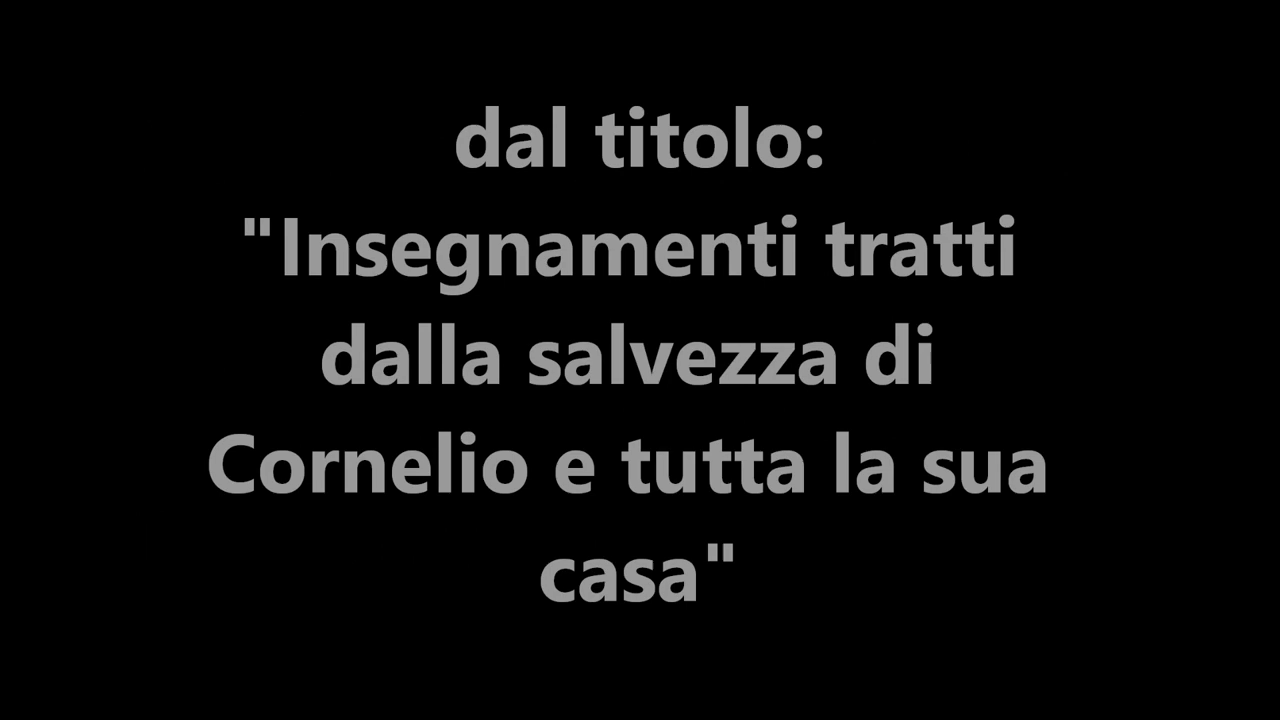 dal titolo:
"Insegnamenti tratti
dalla salvezza di
Cornelio e tutta la sua
casa"